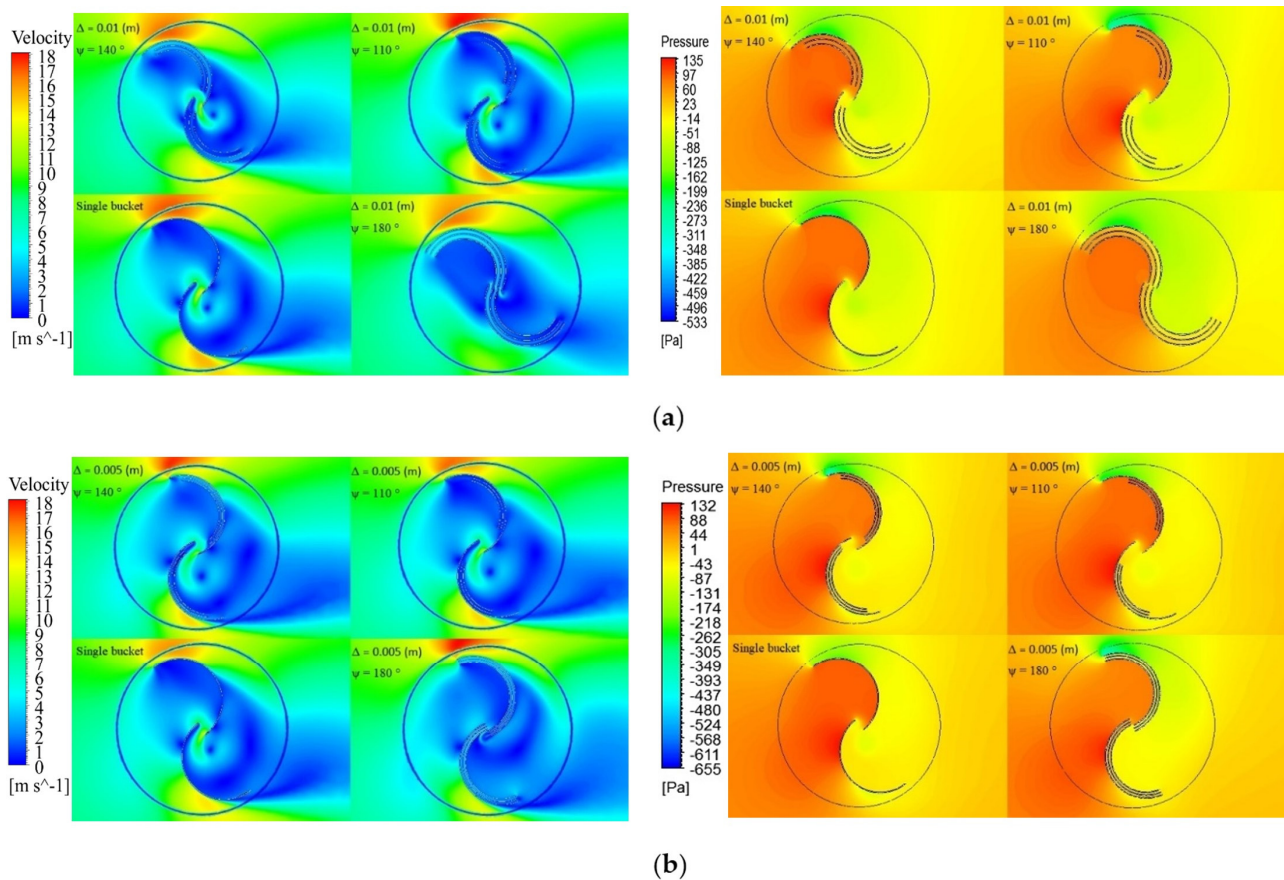 Velocity
18
17
16
15
14
13
12
11
10
9
8
7
6
5
4
3
2
1
0
[m s^-1]
Δ = 0.01 (m)
ψ = 140 °
Δ = 0.01 (m)
ψ = 110 °
Single bucket
Δ = 0.01 (m)
ψ = 180 °
Pressure
135
97
60
23
-14
-51
-88
-125
-162
-199
-236
-273
-311
-348
-385
-422
-459
-496
-533
[Pa]
Δ = 0.01 (m)
ψ = 140 °
Δ = 0.01 (m)
ψ = 110 °
Single bucket
Δ = 0.01 (m)
ψ = 180 °
(a)
Velocity
18
17
16
15
14
13
12
11
10
9
8
7
6
5
4
3
2
1
0
[m s^-1]
Δ = 0.005 (m)
ψ = 140 °
Δ = 0.005 (m)
ψ = 110 °
Single bucket
Δ = 0.005 (m)
ψ = 180 °
Pressure
132
88
44
1
-43
-87
-131
-174
-218
-262
-305
-349
-393
-437
-480
-524
-568
-611
-655
[Pa]
Δ = 0.005 (m)
ψ = 140 °
Δ = 0.005 (m)
ψ = 110 °
Single bucket
Δ = 0.005 (m)
ψ = 180 °
(b)